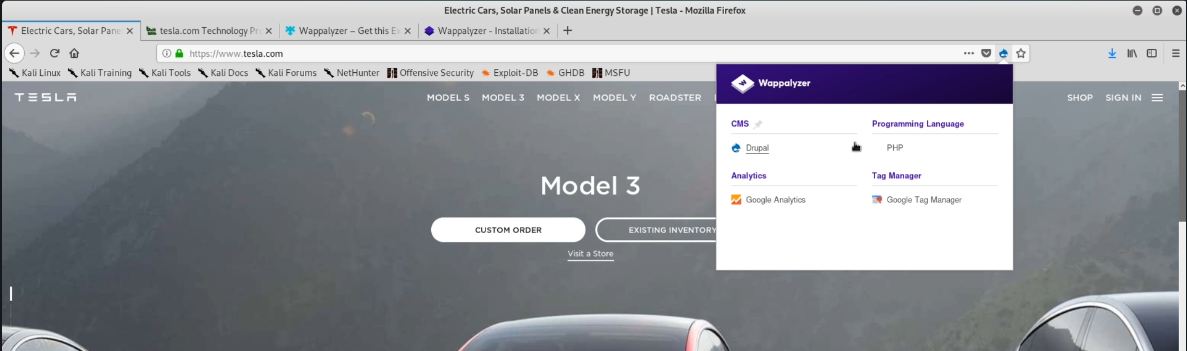 Electric Cars, Solar Panels & Clean Energy Storage | Tesla - Mozilla Firefox
Electric Cars, Solar Pane tesla.com Technology Pr Wappalyzer – Get this E Wappalyzer - Installation
https://www.tesla.com
Kali Linux Kali Training Kali Tools Kali Docs Kali Forums NetHunter Offensive Security Exploit-DB GHDB MSFU
TESLA MODEL S MODEL 3 MODEL X MODEL Y ROADSTER SHOP SIGN IN
Wappalyzer
CMS Programming Language
Drupal PHP
Analytics Tag Manager
Google Analytics Google Tag Manager
Model 3
CUSTOM ORDER EXISTING INVENTORY
Visit a Store